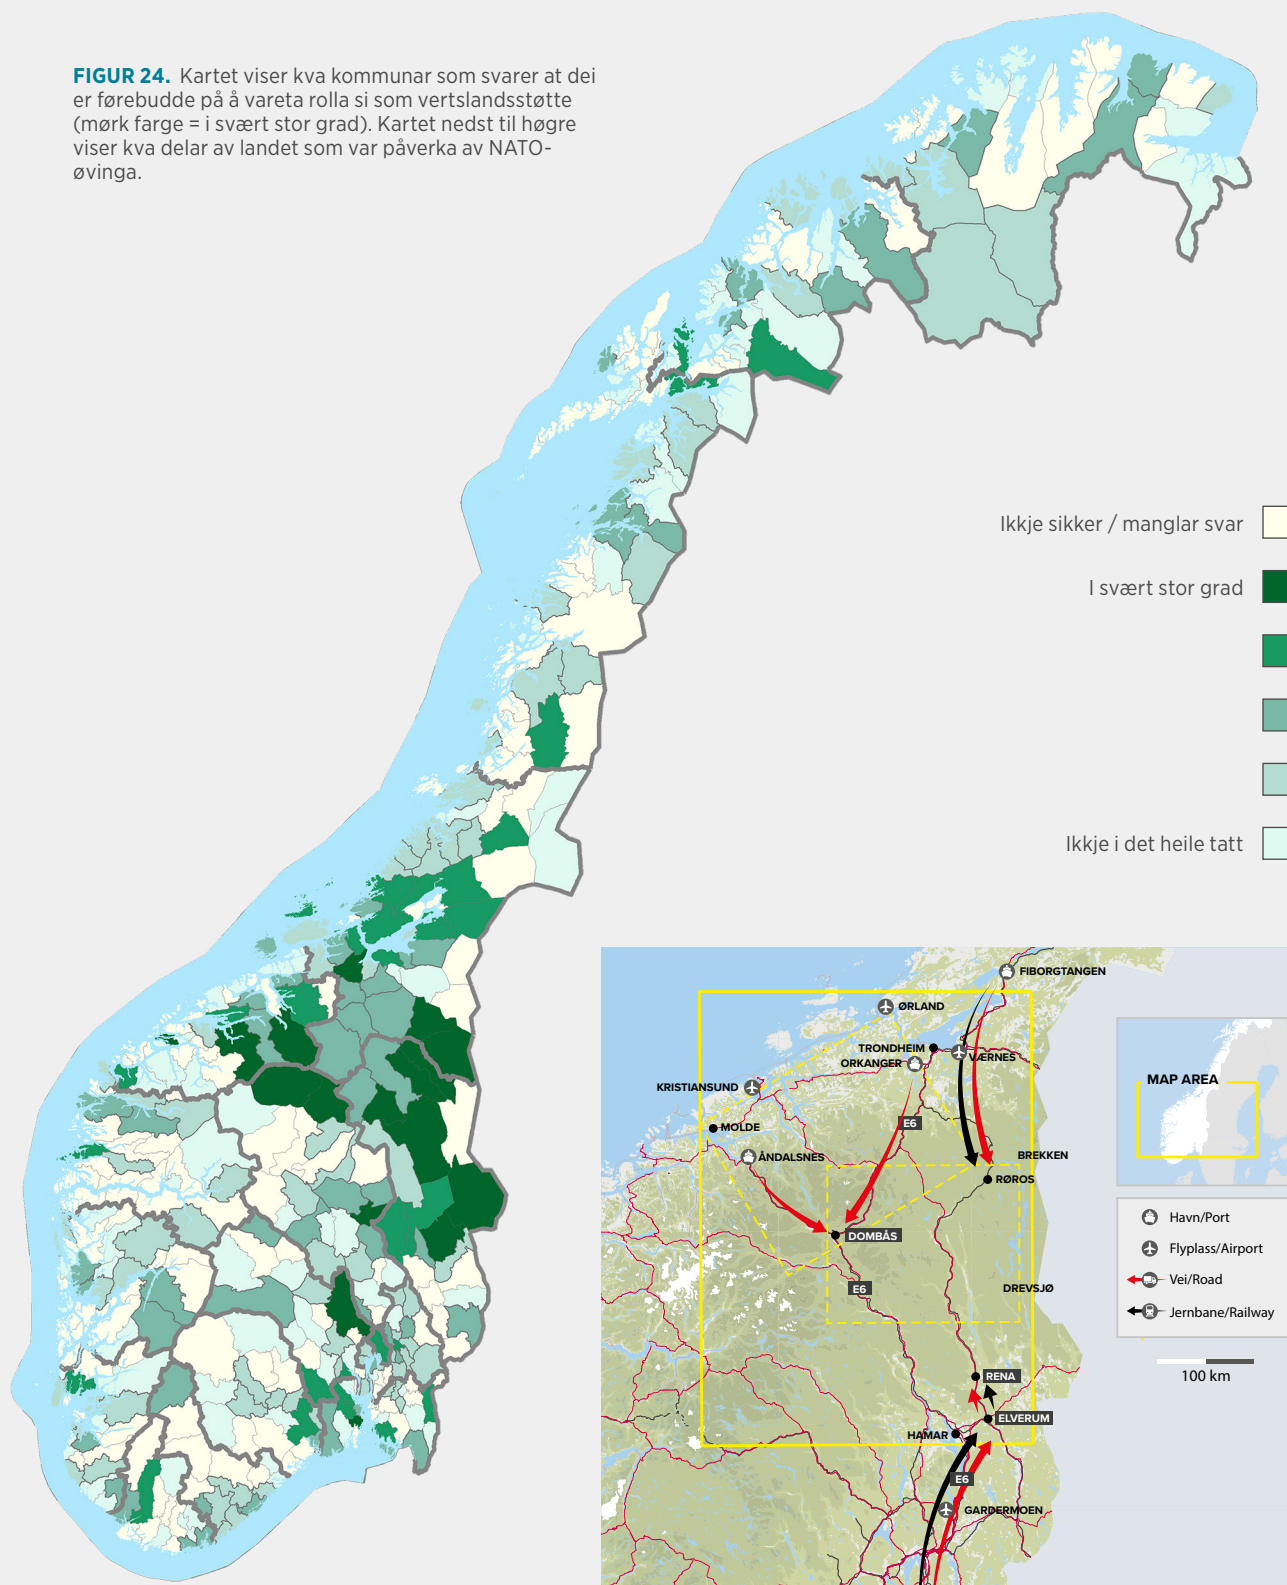 FIGUR 24. Kartet viser kva kommunar som svarer at dei
er førebudde på å vareta rolla si som vertslandsstøtte
(mørk farge = i svært stor grad). Kartet nedst til høgre
viser kva delar av landet som var påverka av NATO-
øvinga.
Ikkje sikker / manglar svar
I svært stor grad
Ikkje i det heile tatt
FIBORGTANGEN
ØRLAND
TRONDHEIM
VÆRNES
ORKANGER
KRISTIANSUND
MOLDE
E6
ÅNDALSNES
BREKKEN
RØROS
DOMBÅS
E6
DREVSJØ
RENA
ELVERUM
HAMAR
E6
GARDERMOEN
MAP AREA
Havn/Port
Flyplass/Airport
Vei/Road
Jernbane/Railway
100 km